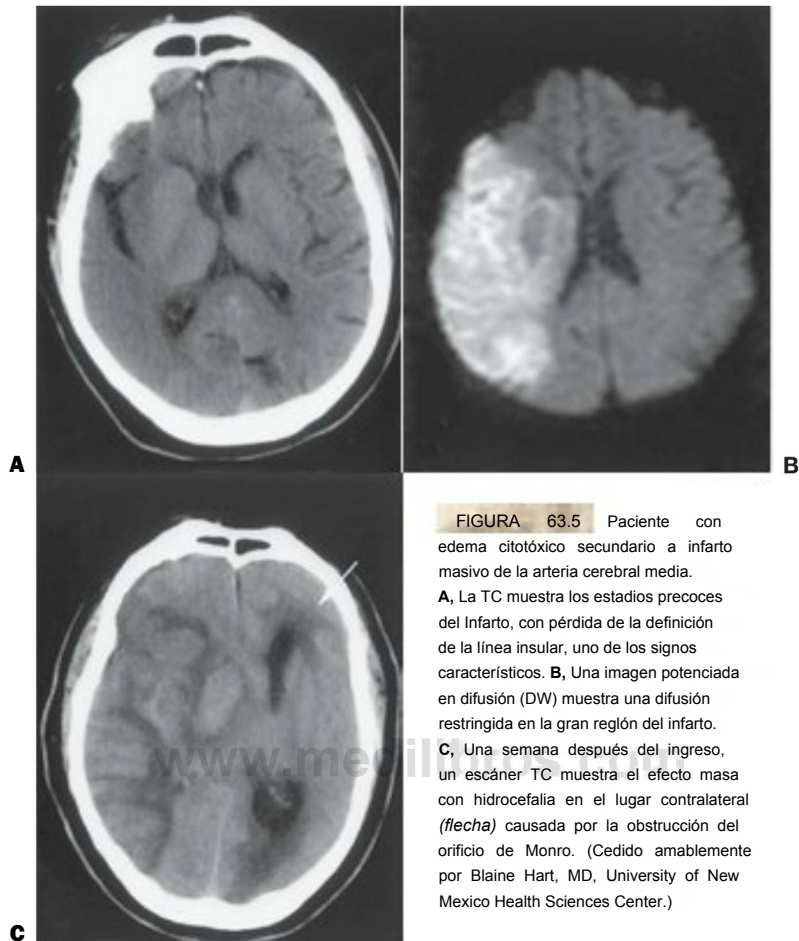 A
B
C
FIGURA 63.5 Paciente con
edema citotóxico secundario a infarto
masivo de la arteria cerebral media.
A, La TC muestra los estadios precoces
del Infarto, con pérdida de la definición
de la línea insular, uno de los signos
característicos. B, Una imagen potenciada
en difusión (DW) muestra una difusión
restringida en la gran reglón del infarto.
C, Una semana después del ingreso,
un escáner TC muestra el efecto masa
con hidrocefalia en el lugar contralateral
(flecha) causada por la obstrucción del
orificio de Monro. (Cedido amablemente
por Blaine Hart, MD, University of New
Mexico Health Sciences Center.)
www.medilibros.com